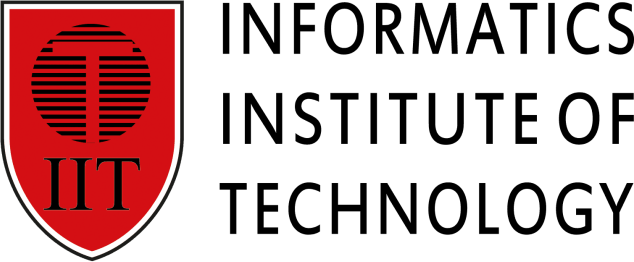 IIT
INFORMATICS
INSTITUTE OF
TECHNOLOGY